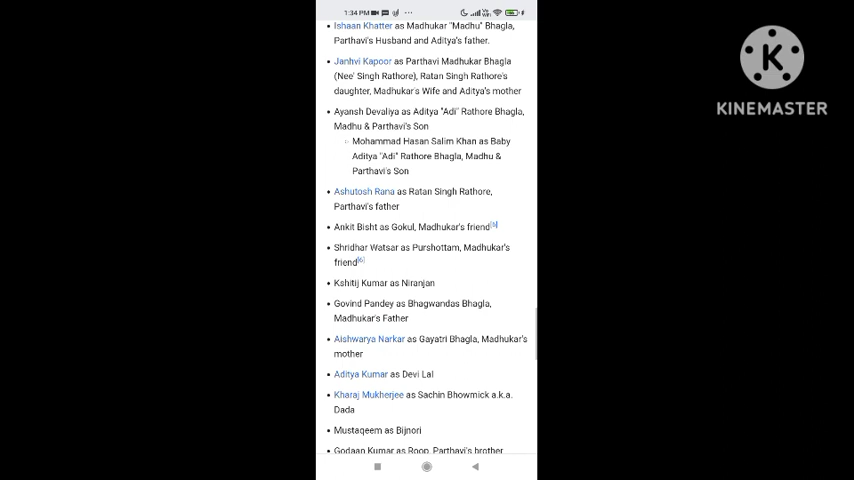 1:34 PM
Ishaan Khatter as Madhukar "Madhu" Bhagla,
Parthavi's Husband and Aditya's father.
Janhvi Kapoor as Parthavi Madhukar Bhagla
(Nee' Singh Rathore), Ratan Singh Rathore's
daughter, Madhukar's Wife and Aditya's mother
Ayansh Devaliya as Aditya "Adi" Rathore Bhagla,
Madhu & Parthavi's Son
Mohammad Hasan Salim Khan as Baby
Aditya "Adi" Rathore Bhagla, Madhu &
Parthavi's Son
Ashutosh Rana as Ratan Singh Rathore,
Parthavi's father
Ankit Bisht as Gokul, Madhukar's friend[5]
Shridhar Watsar as Purshottam, Madhukar's
friend[6]
Kshitij Kumar as Niranjan
Govind Pandey as Bhagwandas Bhagla,
Madhukar's Father
Aishwarya Narkar as Gayatri Bhagla, Madhukar's
mother
Aditya Kumar as Devi Lal
Kharaj Mukherjee as Sachin Bhowmick a.k.a.
Dada
Mustaqeem as Bijnori
Godaan Kumar as Roop, Parthavi's brother
KINEMASTER